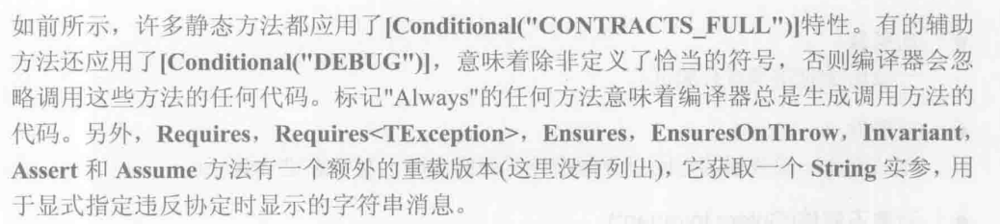 如前所示，许多静态方法都应用了[Conditional("CONTRACTS_FULL")]特性。有的辅助
方法还应用了[Conditional("DEBUG")]，意味着除非定义了恰当的符号，否则编译器会忽
略调用这些方法的任何代码。标记"Always"的任何方法意味着编译器总是生成调用方法的
代码。另外，Requires，Requires<TException>，Ensures，EnsuresOnThrow，Invariant，
Assert 和 Assume 方法有一个额外的重载版本(这里没有列出)，它获取一个 String 实参，用
于显式指定违反协定时显示的字符串消息。